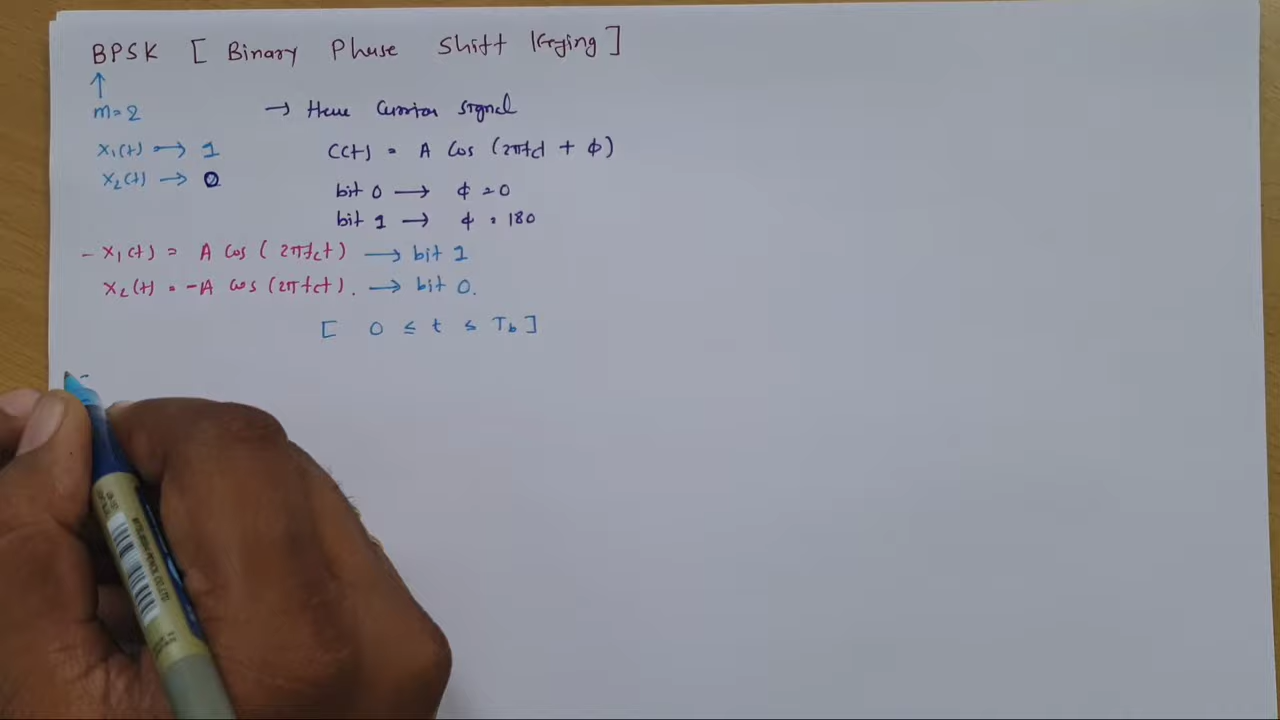 BPSK [ Binary Phase Shift Keying ]
↑
m = 2
→ Here Carrier signal
x₁(t) → 1
C(t) = A Cos (2πfct + ϕ)
x₂(t) → 0
bit 0 → ϕ = 0
bit 1 → ϕ = 180
- x₁(t) = A Cos ( 2πfct ) → bit 1
x₂(t) = -A Cos (2πfct) . → bit 0.
[ 0 ≤ t ≤ Tb ]